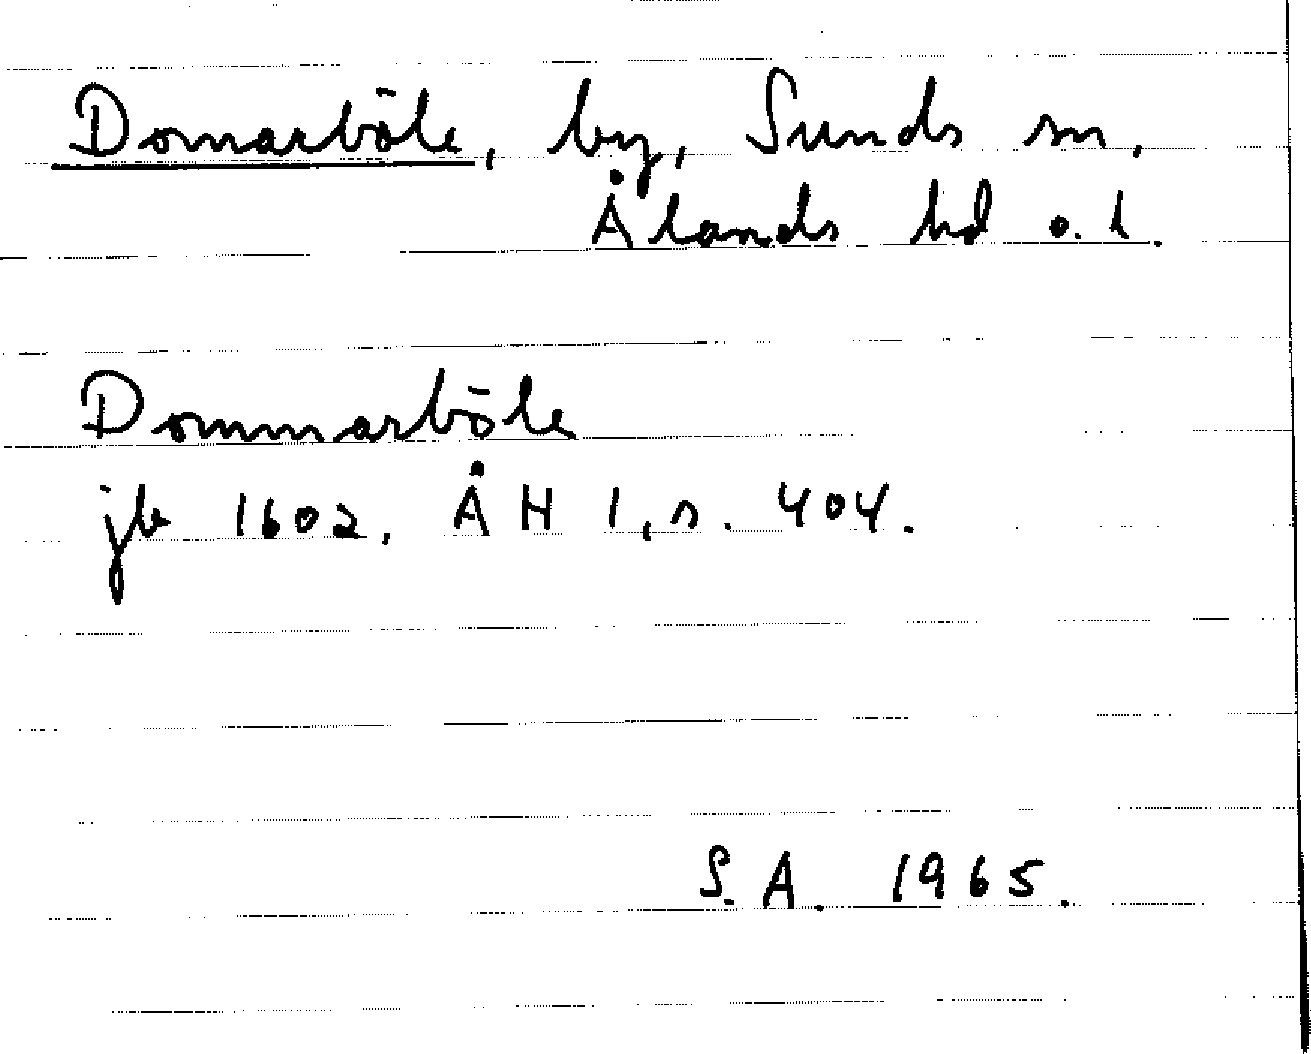 Domarböle, by, Sunds sn,
Ålands hd o. l.
Dommarböle
jb 1602. ÅH 1, s. 404.
S. A. 1965.